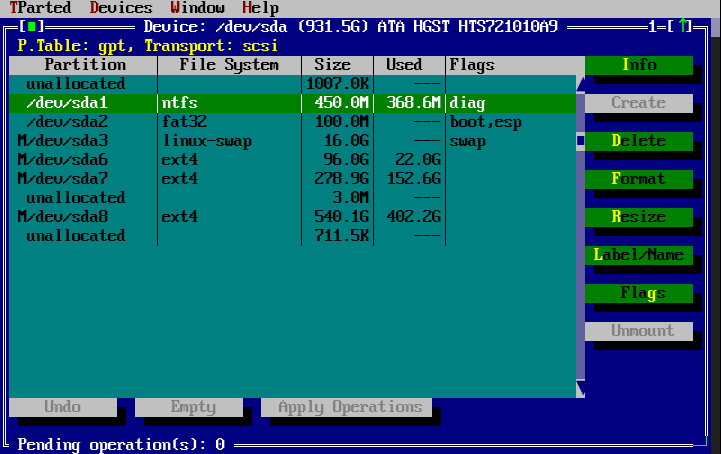 TParted Devices Window Help
[■] Device: /dev/sda (931.5G) ATA HGST HTS721010A9 1=[↑]
P.Table: gpt, Transport: scsi
Partition File System Size Used Flags Info
unallocated 1007.0K ---
/dev/sda1 ntfs 450.0M 368.6M diag Create
/dev/sda2 fat32 100.0M --- boot,esp
M/dev/sda3 linux-swap 16.0G --- swap Delete
M/dev/sda6 ext4 96.0G 22.0G
M/dev/sda7 ext4 278.9G 152.6G Format
unallocated 3.0M ---
M/dev/sda8 ext4 540.1G 402.2G Resize
unallocated 711.5K ---
Label/Name
Flags
Unmount
Undo Empty Apply Operations
Pending operation(s): 0